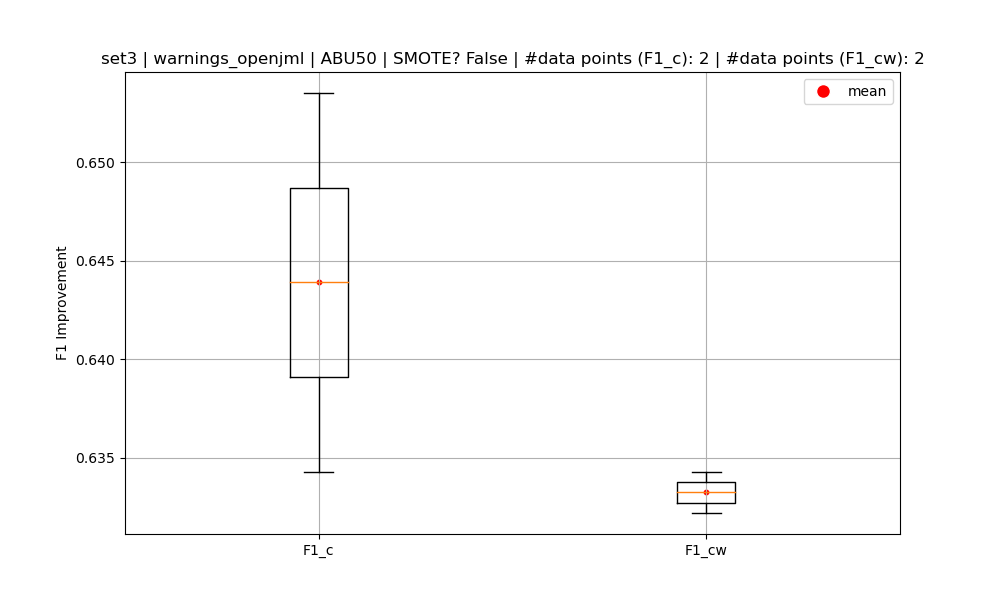 set3 | warnings_openjml | ABU50 | SMOTE? False | #data points (F1_c): 2 | #data points (F1_cw): 2
mean
0.650
0.645
0.640
0.635
F1 Improvement
F1_c
F1_cw